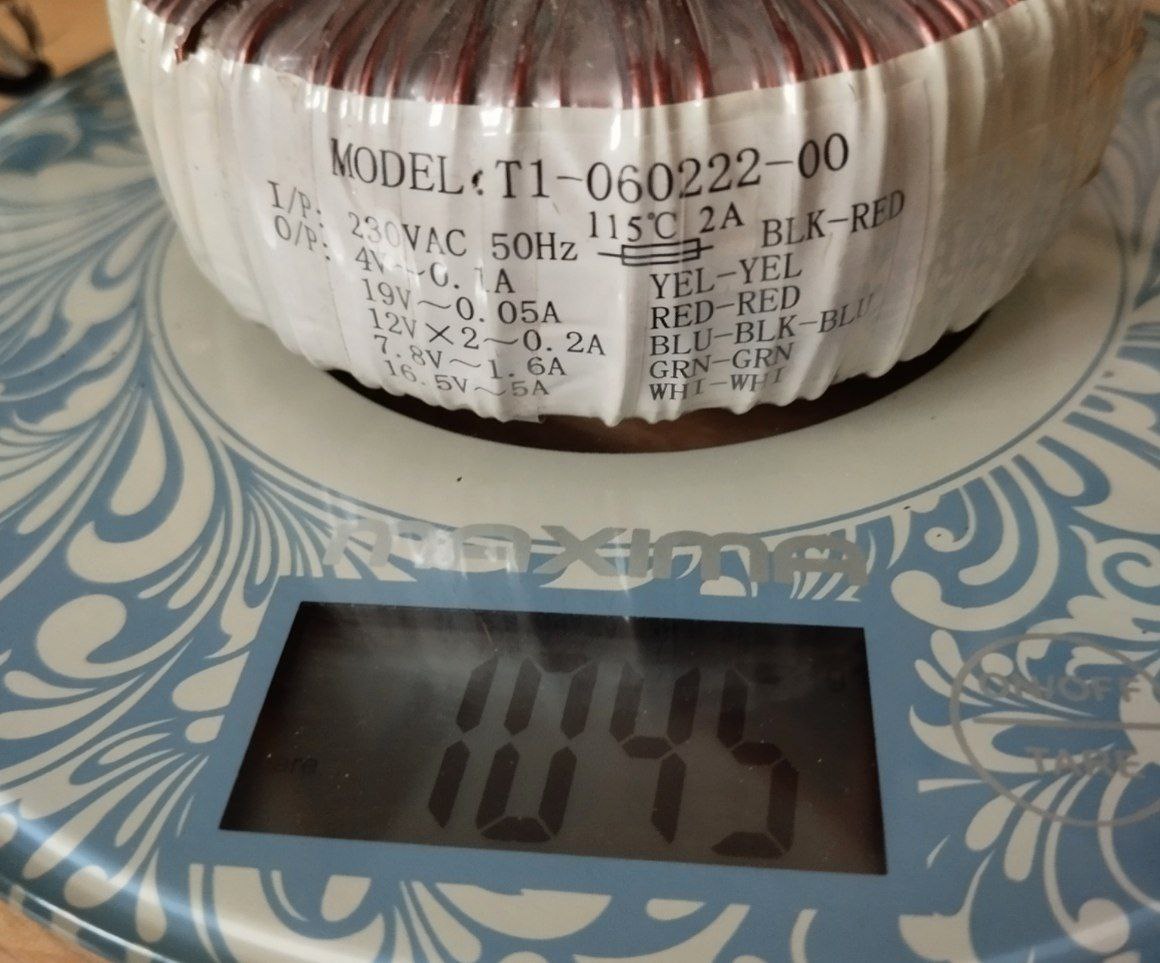 MODEL:T1-060222-00
I/P: 230VAC 50Hz 115℃ 2A BLK-RED
O/P: 4V~0.1A YEL-YEL
19V~0.05A RED-RED
12V×2~0.2A BLU-BLK-BLU
7.8V~1.6A GRN-GRN
16.5V~5A WHI-WHI
maxima
1045 g
ON/OFF
TARE